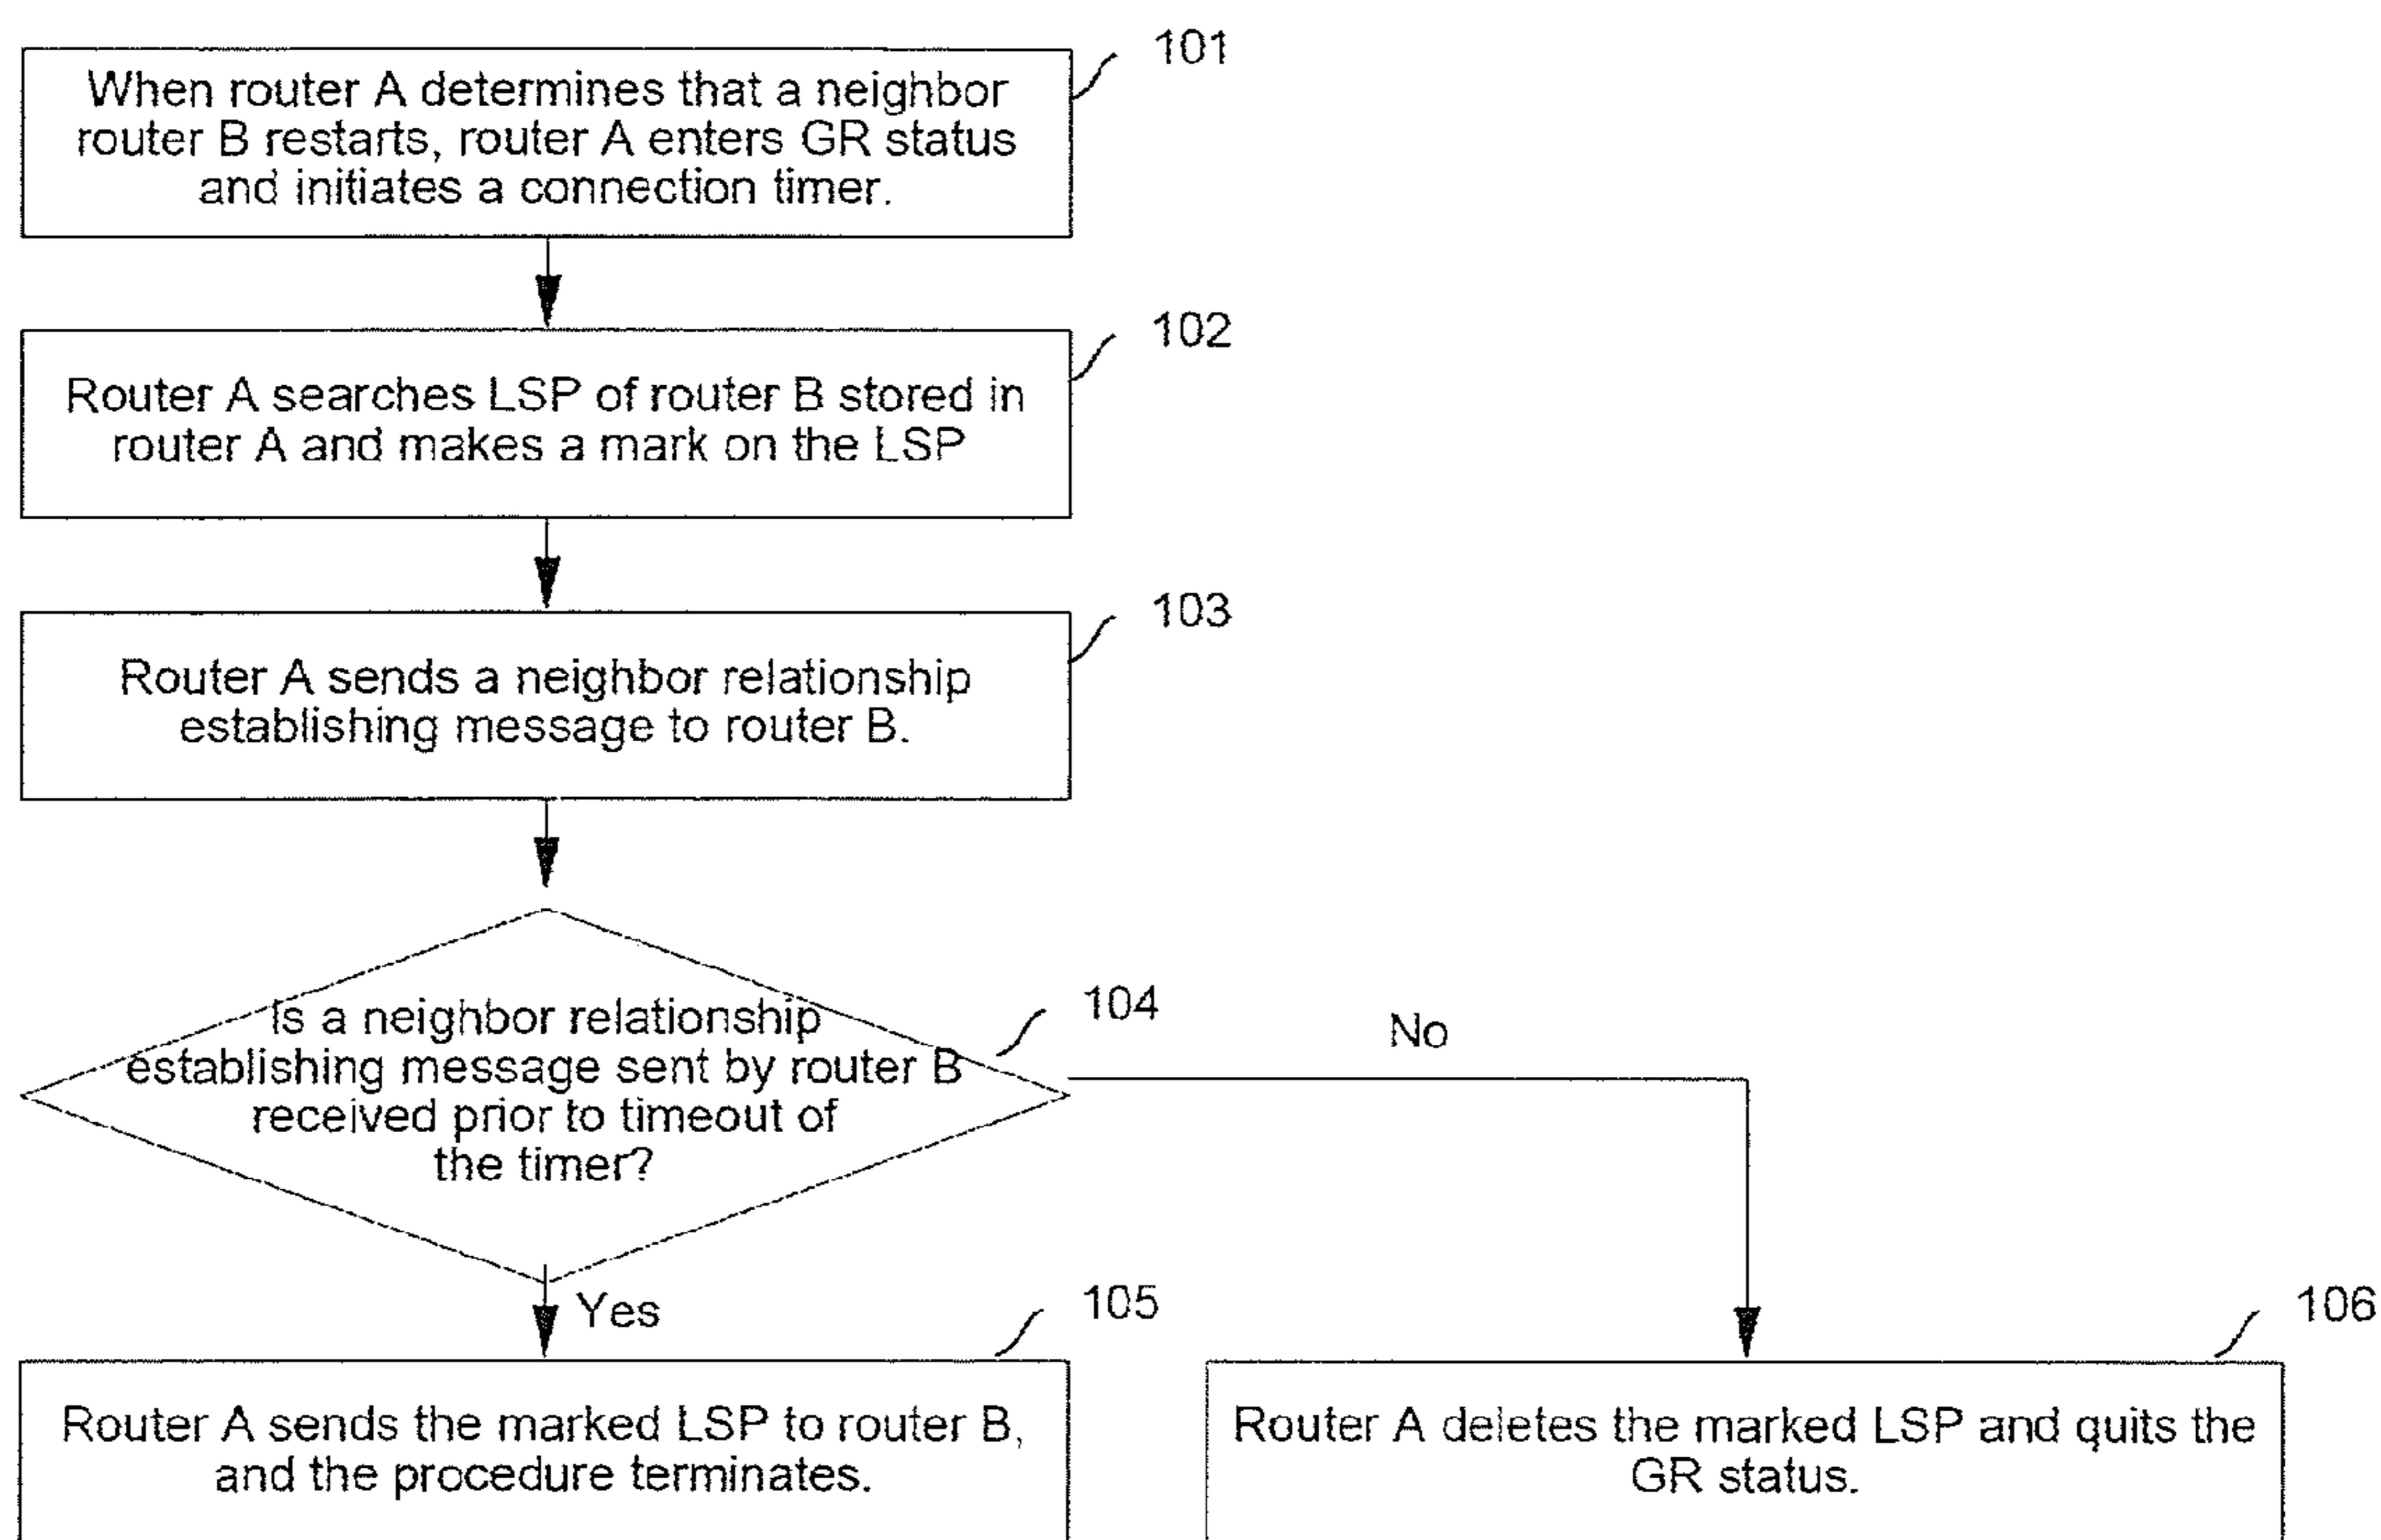 101
When router A determines that a neighbor
router B restarts, router A enters GR status
and initiates a connection timer.
102
Router A searches LSP of router B stored in
router A and makes a mark on the LSP
103
Router A sends a neighbor relationship
establishing message to router B.
104
Is a neighbor relationship
establishing message sent by router B
received prior to timeout of
the timer?
No
Yes
105
Router A sends the marked LSP to router B,
and the procedure terminates.
106
Router A deletes the marked LSP and quits the
GR status.